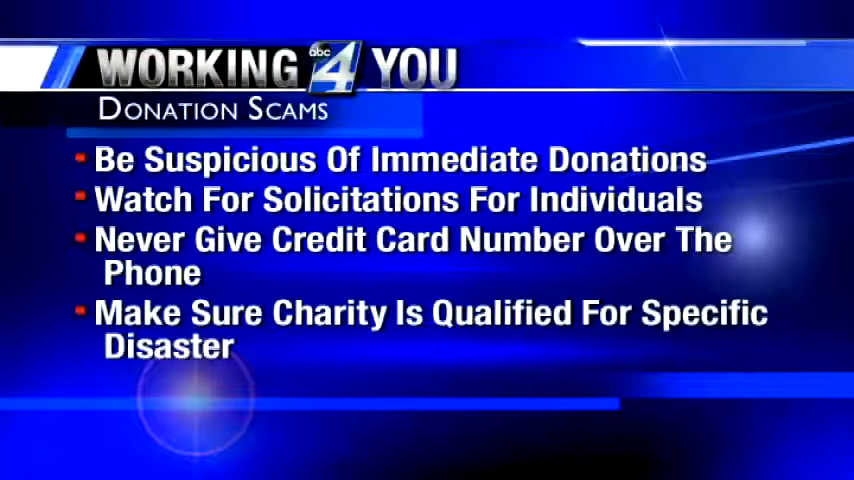 WORKING abc 4 YOU
DONATION SCAMS
- Be Suspicious Of Immediate Donations
- Watch For Solicitations For Individuals
- Never Give Credit Card Number Over The
Phone
- Make Sure Charity Is Qualified For Specific
Disaster